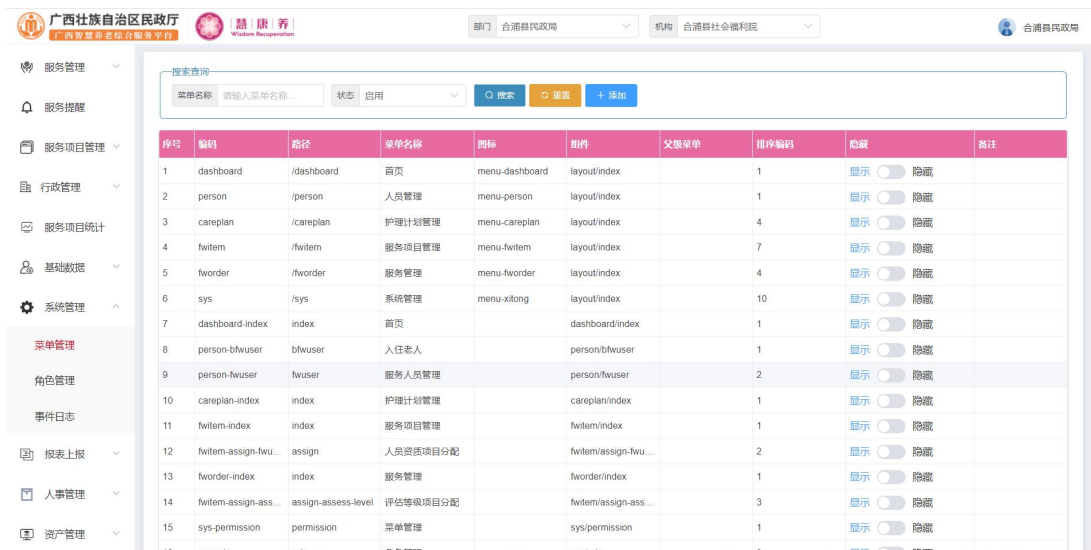 广西壮族自治区民政厅
广西智慧养老综合服务平台
慧康养
Wisdom Recuperation
部门 合浦县民政局
机构 合浦县社会福利院
合浦县民政局
服务管理
服务提醒
服务项目管理
行政管理
服务项目统计
基础数据
系统管理
菜单管理
角色管理
事件日志
报表上报
人事管理
资产管理
搜索查询
菜单名称 请输入菜单名称... 状态 启用 搜索 重置 + 添加
序号 编码 路径 菜单名称 图标 组件 父级菜单 排序编码 隐藏 备注
1 dashboard /dashboard 首页 menu-dashboard layout/index 1 显示 隐藏
2 person /person 人员管理 menu-person layout/index 1 显示 隐藏
3 careplan /careplan 护理计划管理 menu-careplan layout/index 4 显示 隐藏
4 fwitem /fwitem 服务项目管理 menu-fwitem layout/index 7 显示 隐藏
5 fworder /fworder 服务管理 menu-fworder layout/index 4 显示 隐藏
6 sys /sys 系统管理 menu-xitong layout/index 10 显示 隐藏
7 dashboard-index index 首页 dashboard/index 1 显示 隐藏
8 person-bfwuser bfwuser 入住老人 person/bfwuser 1 显示 隐藏
9 person-fwuser fwuser 服务人员管理 person/fwuser 2 显示 隐藏
10 careplan-index index 护理计划管理 careplan/index 1 显示 隐藏
11 fwitem-index index 服务项目管理 fwitem/index 1 显示 隐藏
12 fwitem-assign-fwu... assign 人员资质项目分配 fwitem/assign-fwu... 2 显示 隐藏
13 fworder-index index 服务管理 fworder/index 1 显示 隐藏
14 fwitem-assign-ass... assign-assess-level 评估等级项目分配 fwitem/assign-ass... 3 显示 隐藏
15 sys-permission permission 菜单管理 sys/permission 1 显示 隐藏